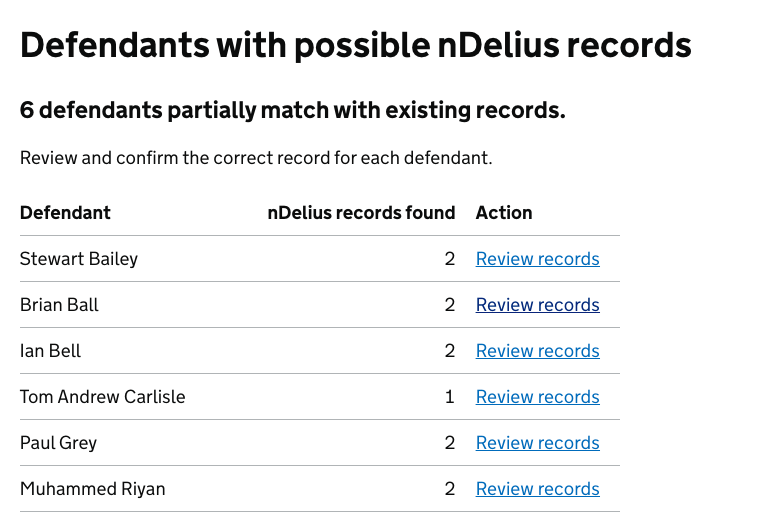 Defendants with possible nDelius records
6 defendants partially match with existing records.
Review and confirm the correct record for each defendant.
Defendant nDelius records found Action
Stewart Bailey 2 Review records
Brian Ball 2 Review records
Ian Bell 2 Review records
Tom Andrew Carlisle 1 Review records
Paul Grey 2 Review records
Muhammed Riyan 2 Review records